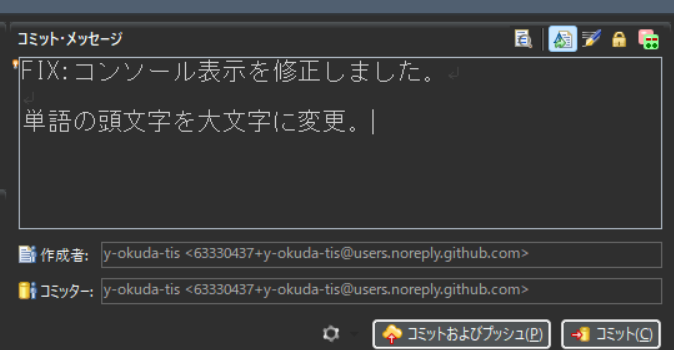 コミット・メッセージ
FIX:コンソール表示を修正しました。
単語の頭文字を大文字に変更。
作成者: y-okuda-tis <63330437+y-okuda-tis@users.noreply.github.com>
コミッター: y-okuda-tis <63330437+y-okuda-tis@users.noreply.github.com>
コミットおよびプッシュ(P) コミット(C)